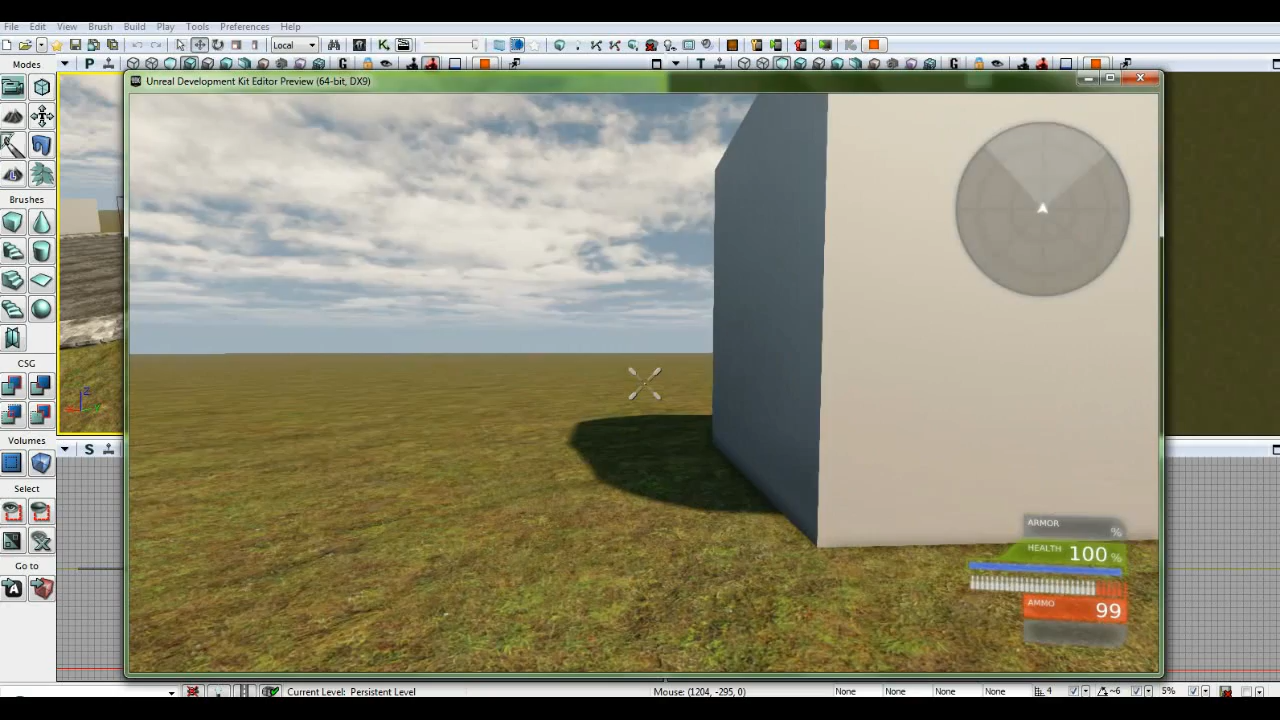 File Edit View Brush Build Play Tools Preferences Help
Local
Modes
P
G
T
G
Unreal Development Kit Editor Preview (64-bit, DX9)
Brushes
CSG
Volumes
S
Select
Go to
ARMOR
%
HEALTH 100 %
AMMO 99
Current Level: Persistent Level
Mouse: (1204, -295, 0)
None None None None
4
~6
5%